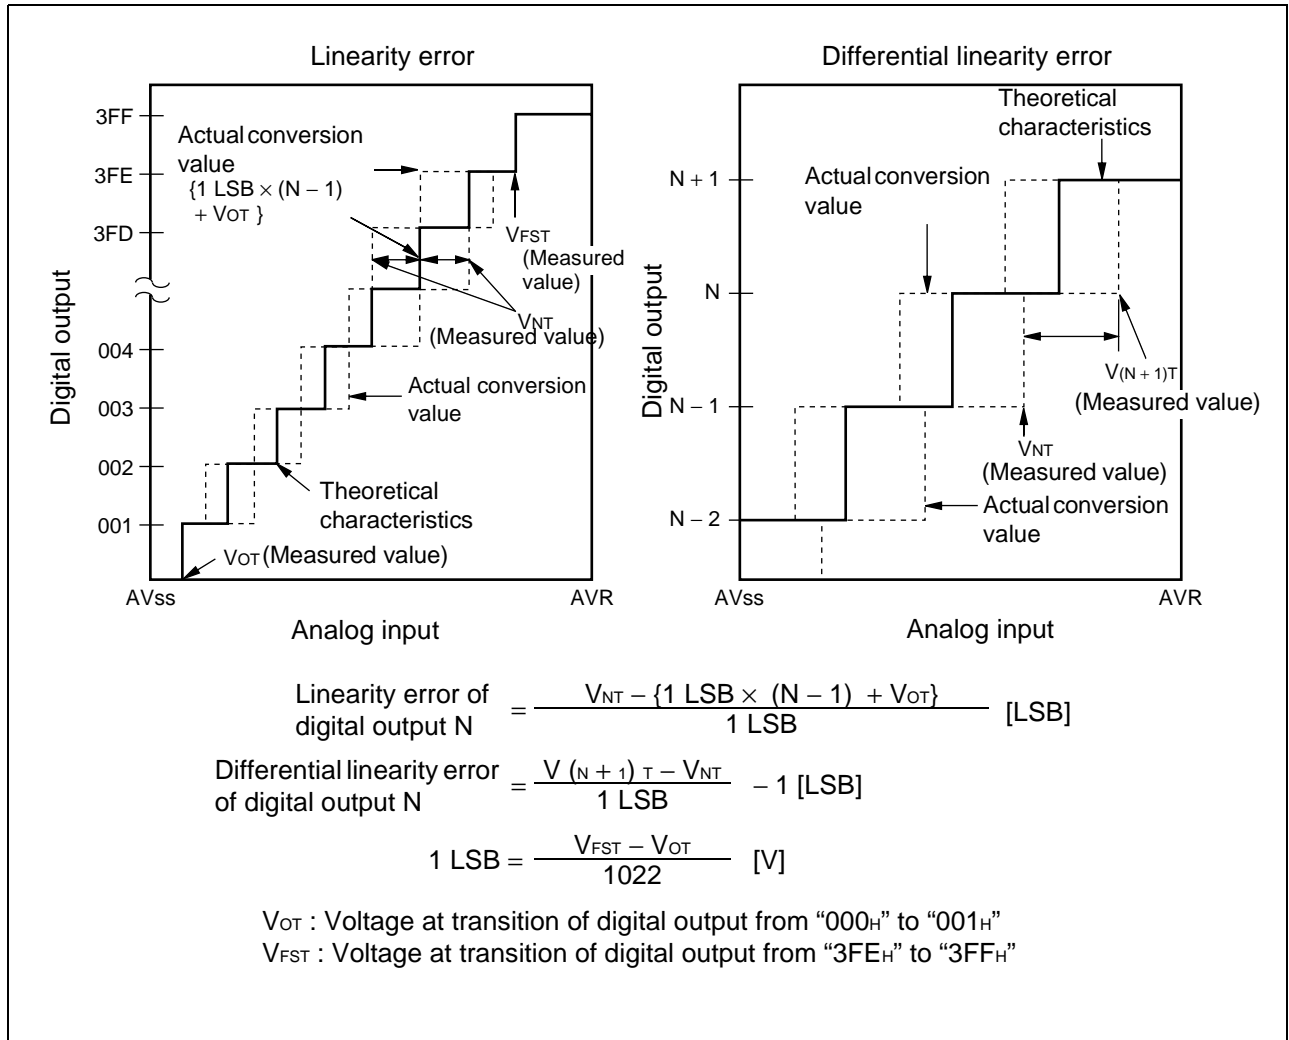 Linearity error
3FF
3FE
3FD
004
003
002
001
Digital output
Actual conversion
value
{1 LSB × (N − 1)
+ VOT }
VFST
(Measured
value)
VNT
(Measured value)
Actual conversion
value
Theoretical
characteristics
VOT (Measured value)
AVss
AVR
Analog input
Differential linearity error
N + 1
N
N − 1
N − 2
Digital output
Theoretical
characteristics
Actual conversion
value
V(N + 1)T
(Measured value)
VNT
(Measured value)
Actual conversion
value
AVss
AVR
Analog input
Linearity error of
digital output N
=
VNT − {1 LSB × (N − 1) + VOT}
1 LSB
[LSB]
Differential linearity error
of digital output N
=
V (N + 1) T − VNT
1 LSB
− 1 [LSB]
1 LSB =
VFST − VOT
1022
[V]
VOT : Voltage at transition of digital output from “000H” to “001H”
VFST : Voltage at transition of digital output from “3FEH” to “3FFH”